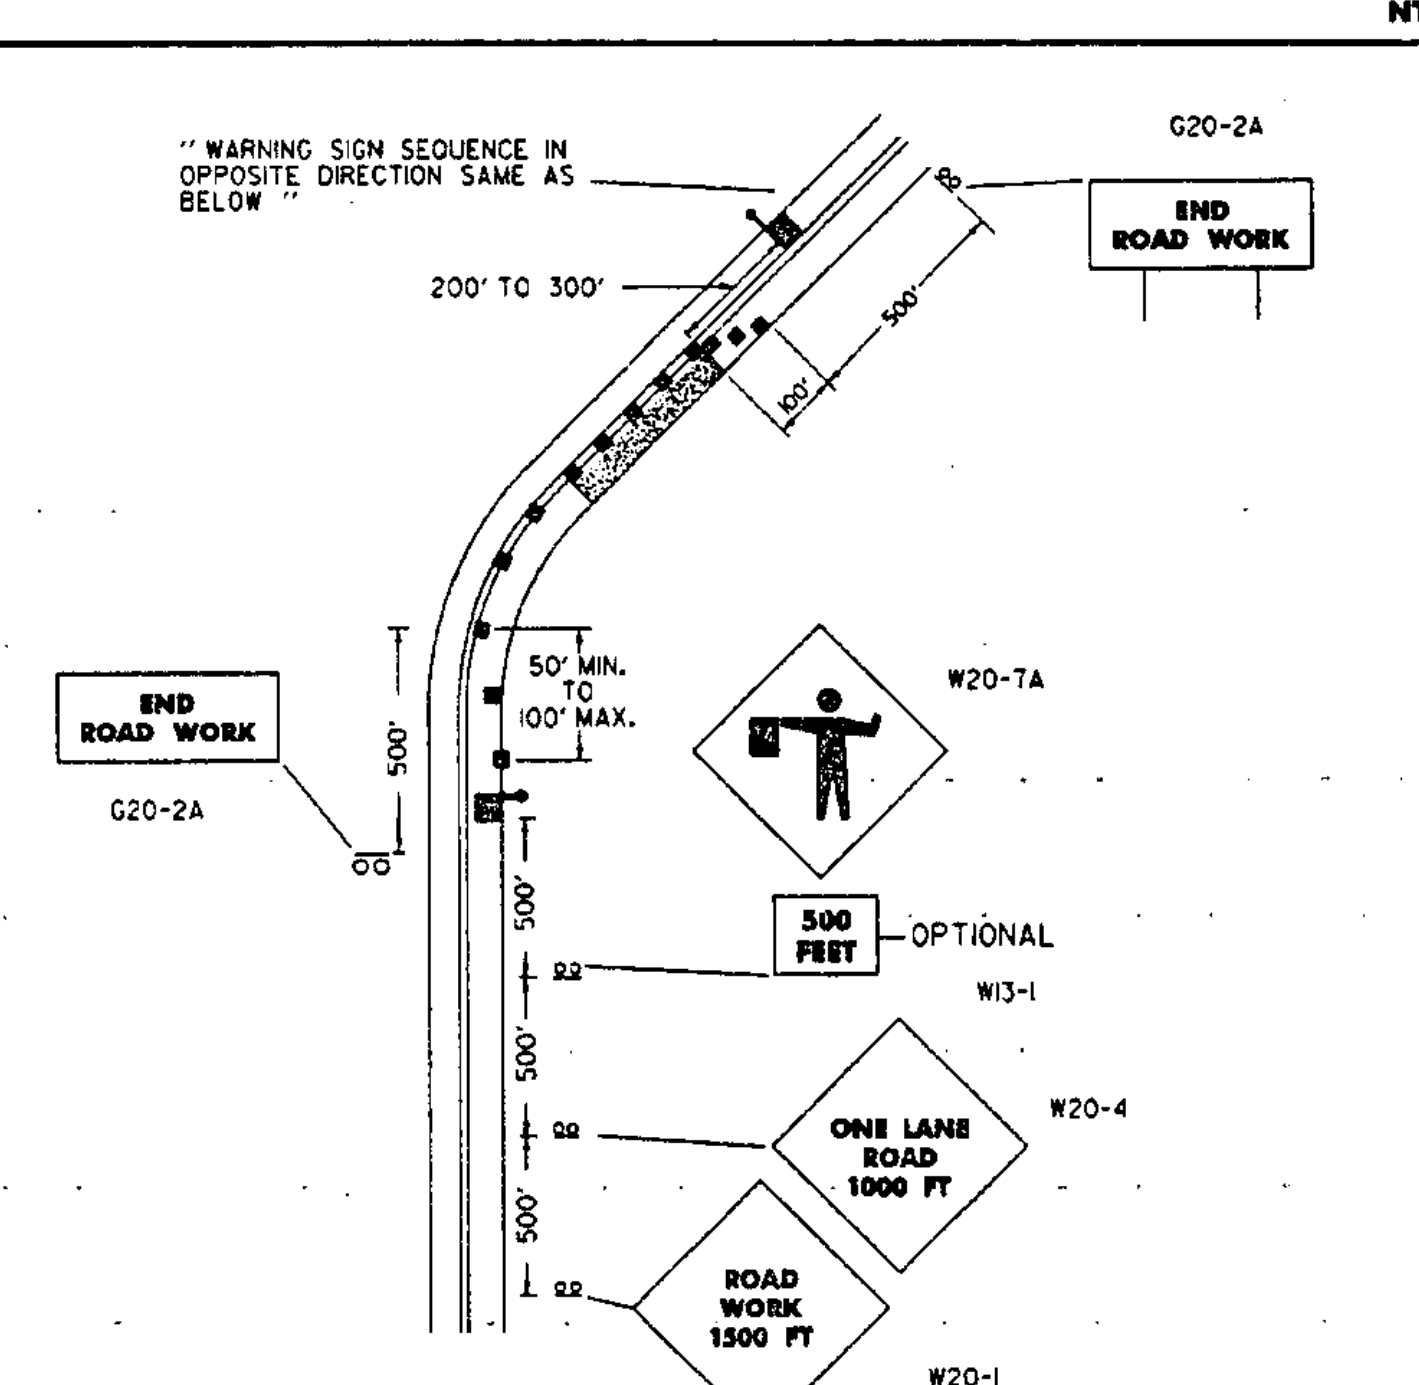 NT
G20-2A
" WARNING SIGN SEQUENCE IN
OPPOSITE DIRECTION SAME AS
BELOW "
END
ROAD WORK
200' TO 300'
500'
100'
50' MIN.
TO
100' MAX.
END
ROAD WORK
G20-2A
500'
W20-7A
500'
500
FEET
OPTIONAL
W13-1
500'
W20-4
ONE LANE
ROAD
1000 FT
500'
ROAD
WORK
1500 FT
W20-1